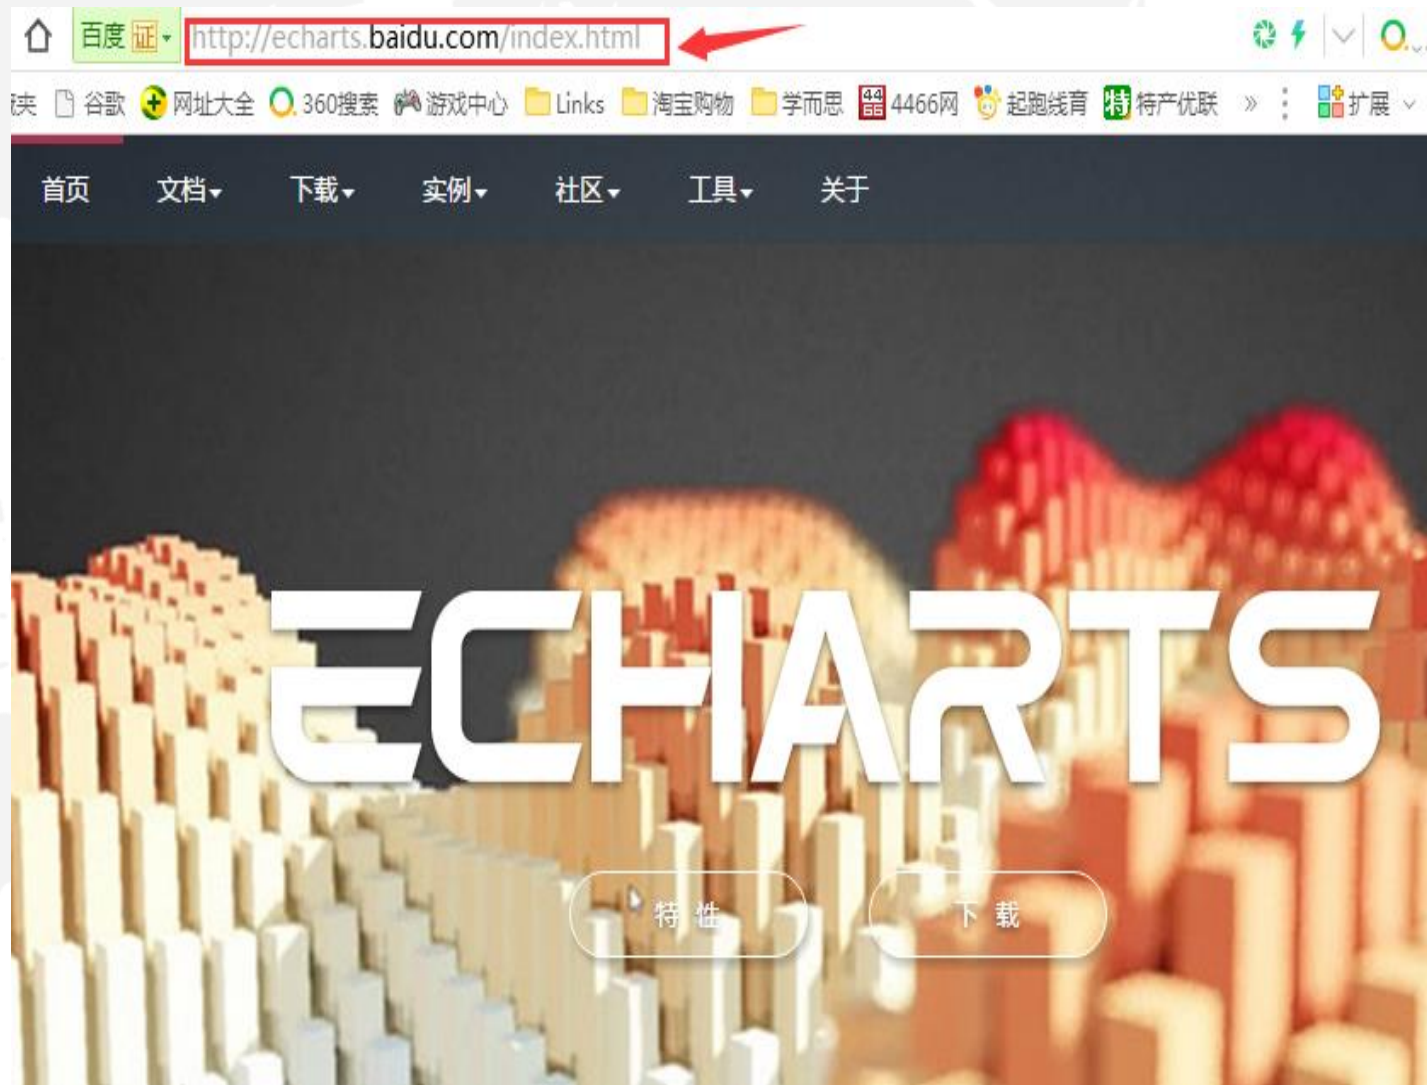 百度 证 http://echarts.baidu.com/index.html
夹 谷歌 网址大全 360搜索 游戏中心 Links 淘宝购物 学而思 44 4466网 起跑线育 特 特产优联 » 扩展
首页 文档 下载 实例 社区 工具 关于
ECHARTS
特性 下载